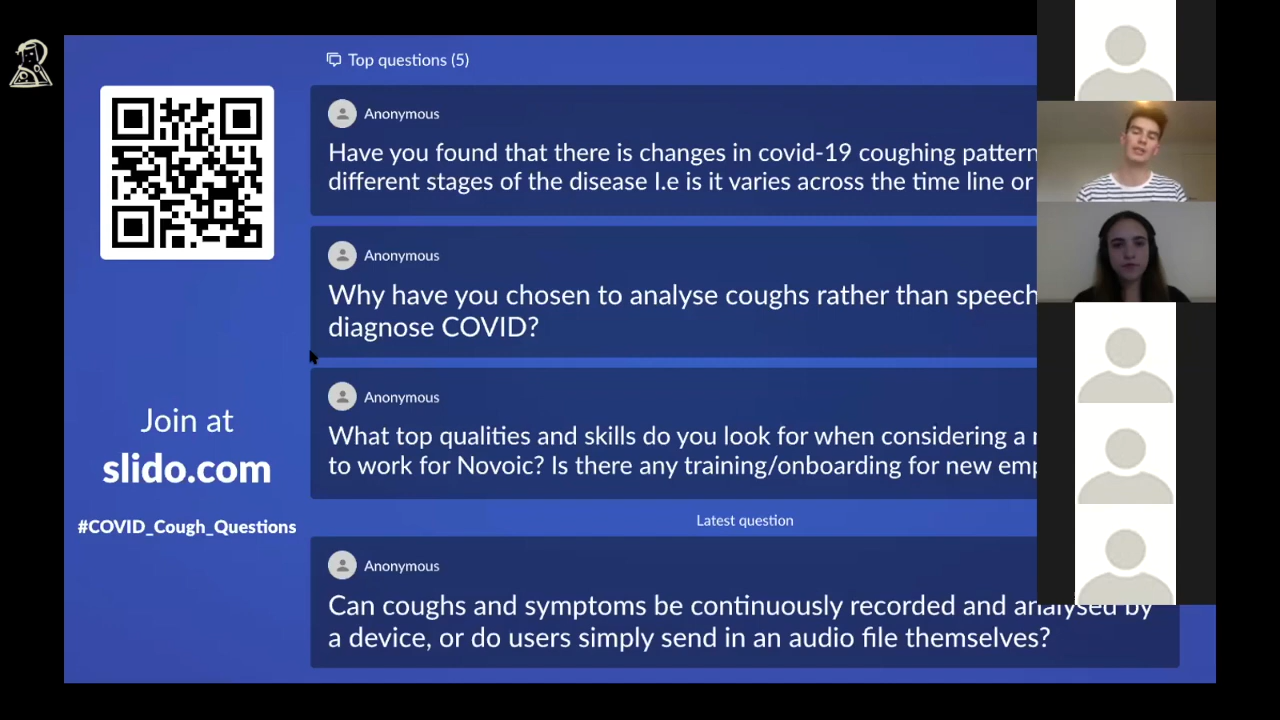 Top questions (5)
Anonymous
Have you found that there is changes in covid-19 coughing pattern
different stages of the disease I.e is it varies across the time line or
Anonymous
Why have you chosen to analyse coughs rather than speech
diagnose COVID?
Anonymous
What top qualities and skills do you look for when considering a
to work for Novoic? Is there any training/onboarding for new
Latest question
Anonymous
Can coughs and symptoms be continuously recorded and analysed by
a device, or do users simply send in an audio file themselves?
Join at
slido.com
#COVID_Cough_Questions